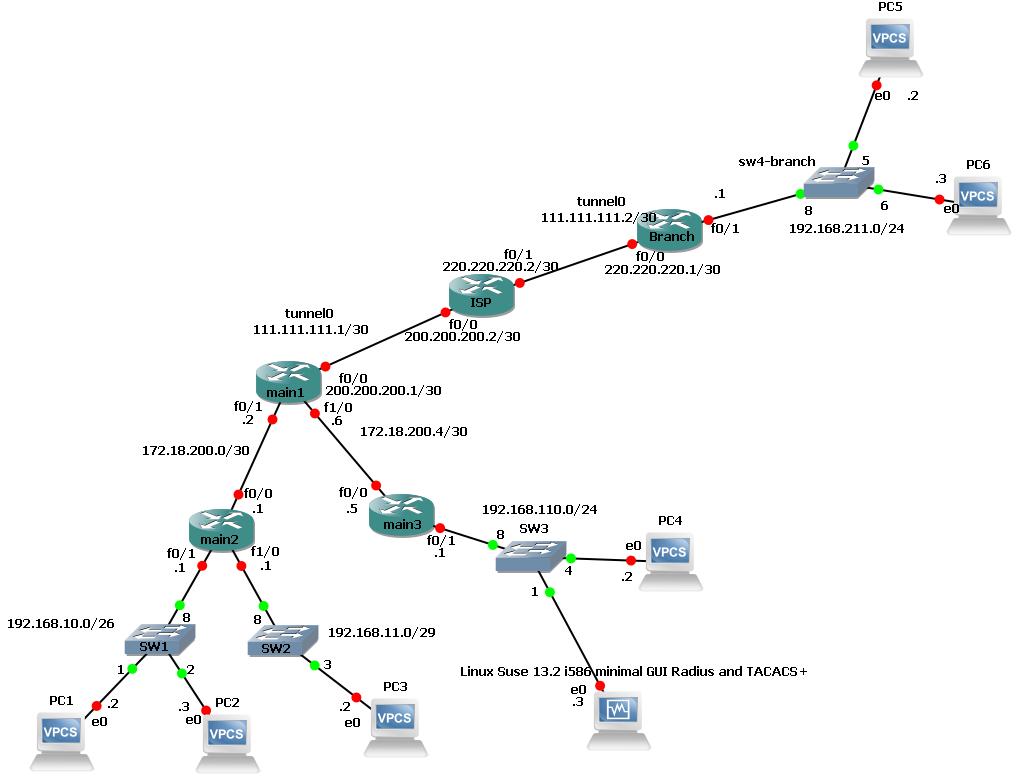 PC5
VPCS
e0 .2
sw4-branch
5
PC6
.3
VPCS
e0
6
8
192.168.211.0/24
.1
f0/1
tunnel0
111.111.111.2/30
Branch
f0/0
220.220.220.1/30
f0/1
220.220.220.2/30
ISP
f0/0
200.200.200.2/30
tunnel0
111.111.111.1/30
f0/0
200.200.200.1/30
main1
f0/1
.2
f1/0
.6
172.18.200.0/30
172.18.200.4/30
f0/0
.1
main2
f0/1
.1
f1/0
.1
f0/0
.5
main3
f0/1
.1
192.168.110.0/24
SW3
8
4
1
PC4
e0
VPCS
.2
192.168.10.0/26
8
SW1
1
2
8
SW2
192.168.11.0/29
3
Linux Suse 13.2 i586 minimal GUI Radius and TACACS+
e0
.3
PC1
.2
e0
VPCS
.3
e0
PC2
VPCS
PC3
.2
e0
VPCS